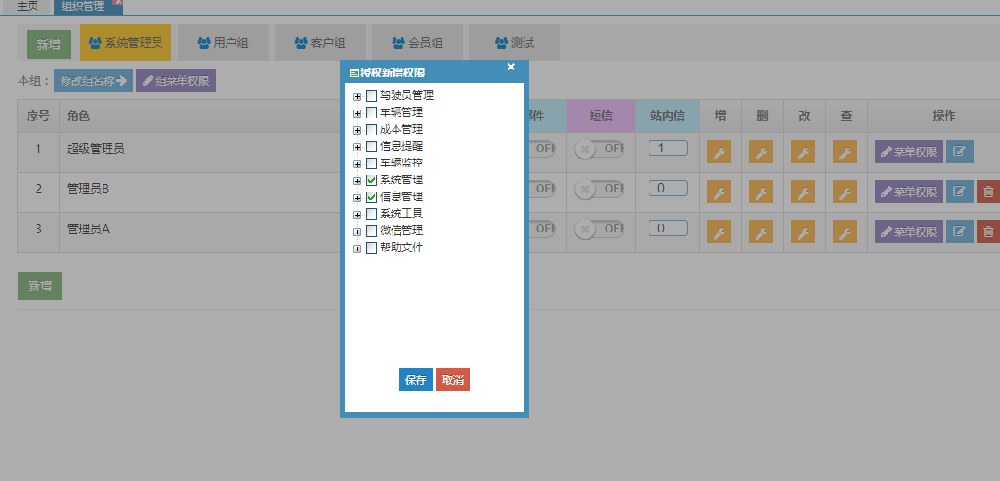 主页 组织管理
新增 系统管理员 用户组 客户组 会员组 测试
本组： 修改组名称 组菜单权限
授权新增权限
驾驶员管理
车辆管理
成本管理
信息提醒
车辆监控
系统管理
信息管理
系统工具
微信管理
帮助文件
保存 取消
序号 角色 邮件 短信 站内信 增 删 改 查 操作
1 超级管理员 OFF OFF 1 菜单权限
2 管理员B OFF OFF 0 菜单权限
3 管理员A OFF OFF 0 菜单权限
新增